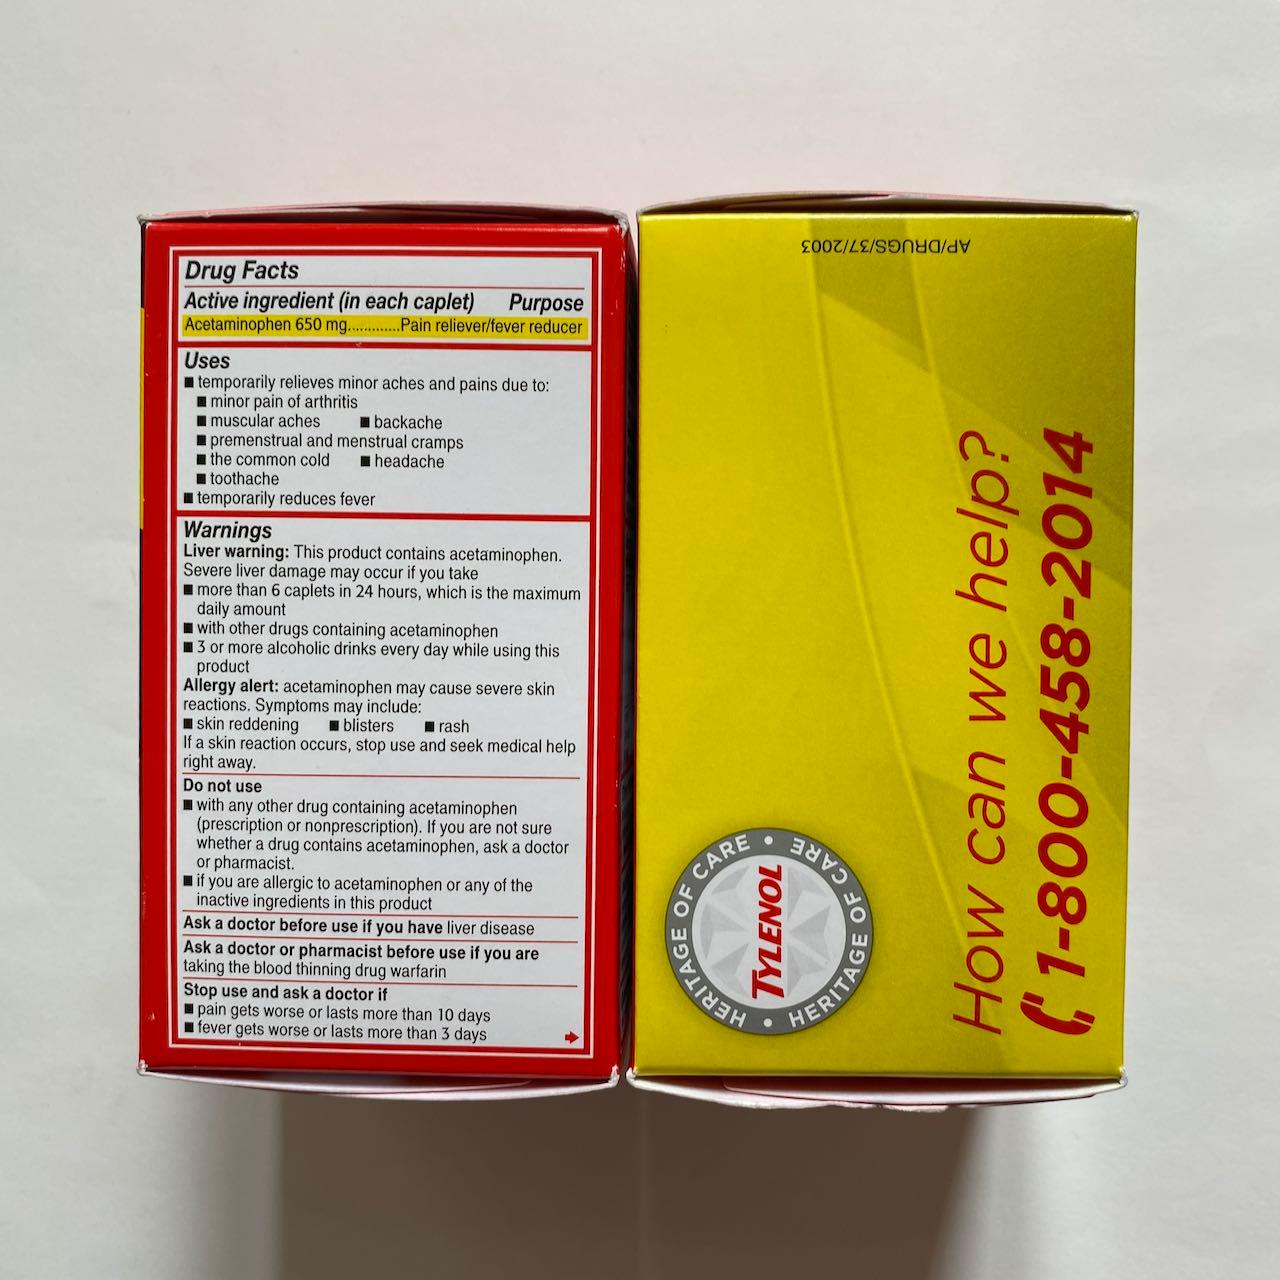 Drug Facts
Active ingredient (in each caplet) Purpose
Acetaminophen 650 mg.............Pain reliever/fever reducer
Uses
■ temporarily relieves minor aches and pains due to:
■ minor pain of arthritis
■ muscular aches ■ backache
■ premenstrual and menstrual cramps
■ the common cold ■ headache
■ toothache
■ temporarily reduces fever
Warnings
Liver warning: This product contains acetaminophen.
Severe liver damage may occur if you take
■ more than 6 caplets in 24 hours, which is the maximum
daily amount
■ with other drugs containing acetaminophen
■ 3 or more alcoholic drinks every day while using this
product
Allergy alert: acetaminophen may cause severe skin
reactions. Symptoms may include:
■ skin reddening ■ blisters ■ rash
If a skin reaction occurs, stop use and seek medical help
right away.
Do not use
■ with any other drug containing acetaminophen
(prescription or nonprescription). If you are not sure
whether a drug contains acetaminophen, ask a doctor
or pharmacist.
■ if you are allergic to acetaminophen or any of the
inactive ingredients in this product
Ask a doctor before use if you have liver disease
Ask a doctor or pharmacist before use if you are
taking the blood thinning drug warfarin
Stop use and ask a doctor if
■ pain gets worse or lasts more than 10 days
■ fever gets worse or lasts more than 3 days
AP/DRUGS/37/2003
How can we help?
1-800-458-2014
HERITAGE OF CARE • HERITAGE OF CARE •
TYLENOL